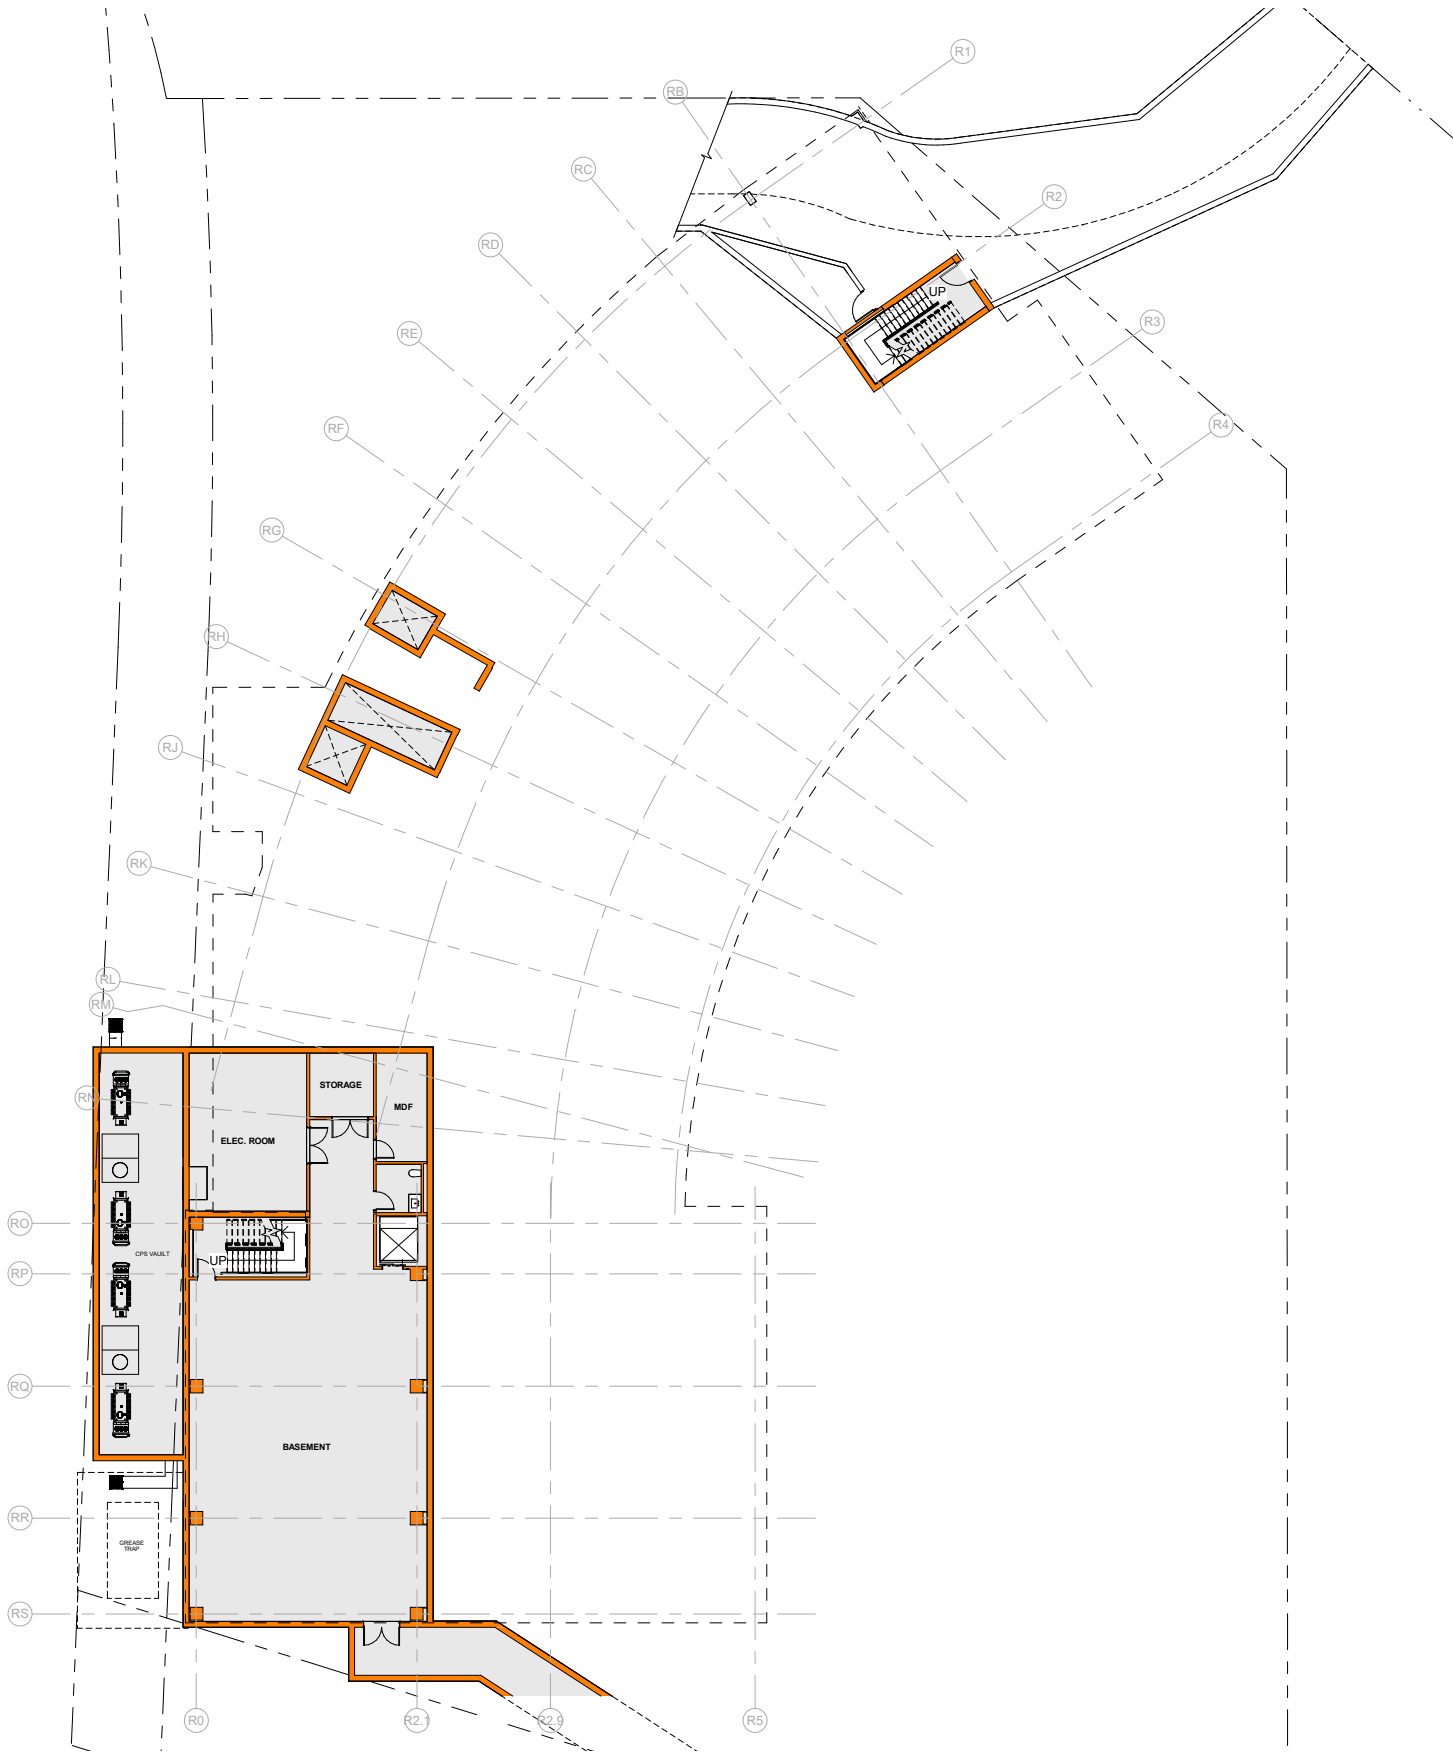 R1
RB
RC
R2
RD
R3
RE
UP
R4
RF
RG
RH
RJ
RK
RL
RM
RN
STORAGE
MDF
ELEC. ROOM
RO
CPS VAULT
UP
RP
RQ
BASEMENT
RR
GREASE
TRAP
RS
R0
R2.1
R2.9
R5